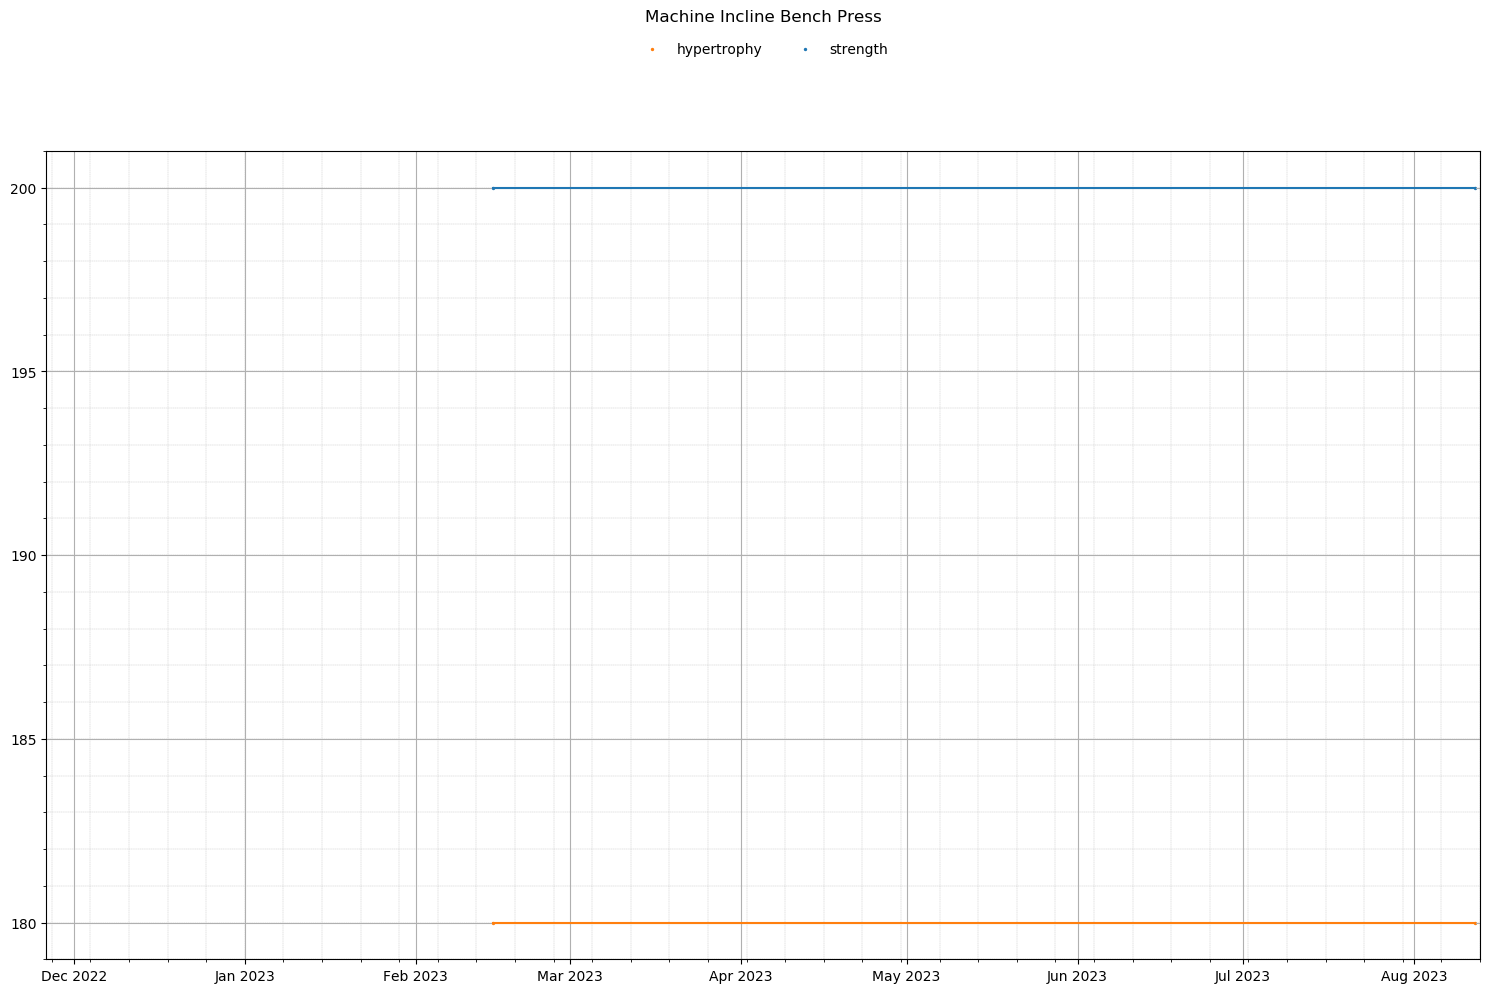 Machine Incline Bench Press
hypertrophy strength
200
195
190
185
180
Dec 2022 Jan 2023 Feb 2023 Mar 2023 Apr 2023 May 2023 Jun 2023 Jul 2023 Aug 2023